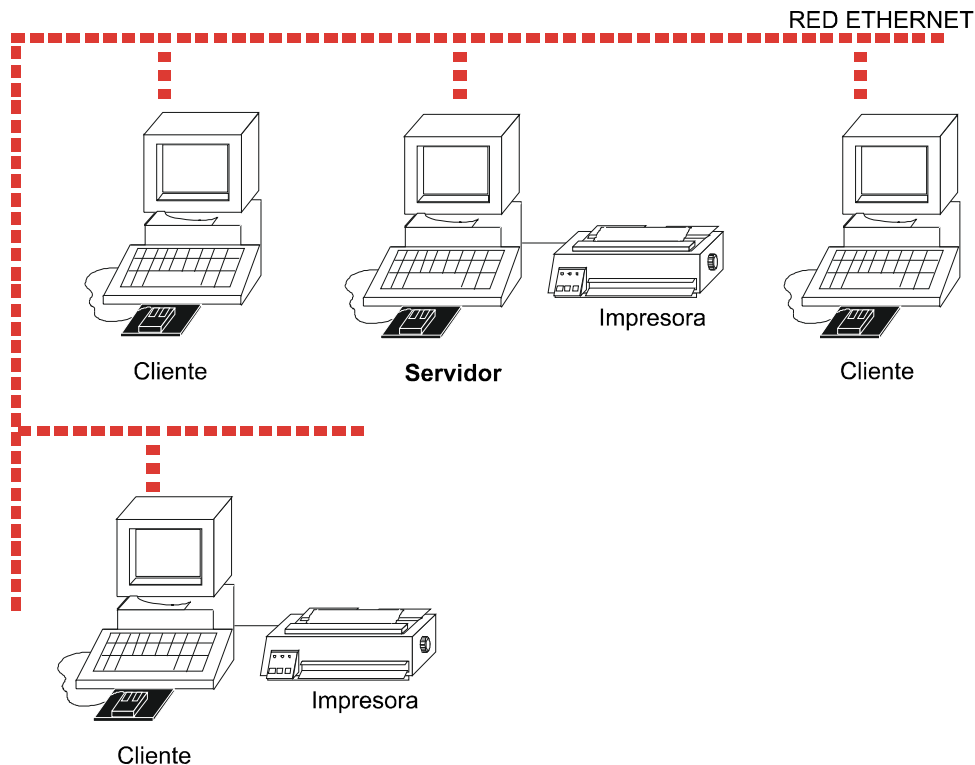 RED ETHERNET
Impresora
Cliente
Servidor
Cliente
Impresora
Cliente